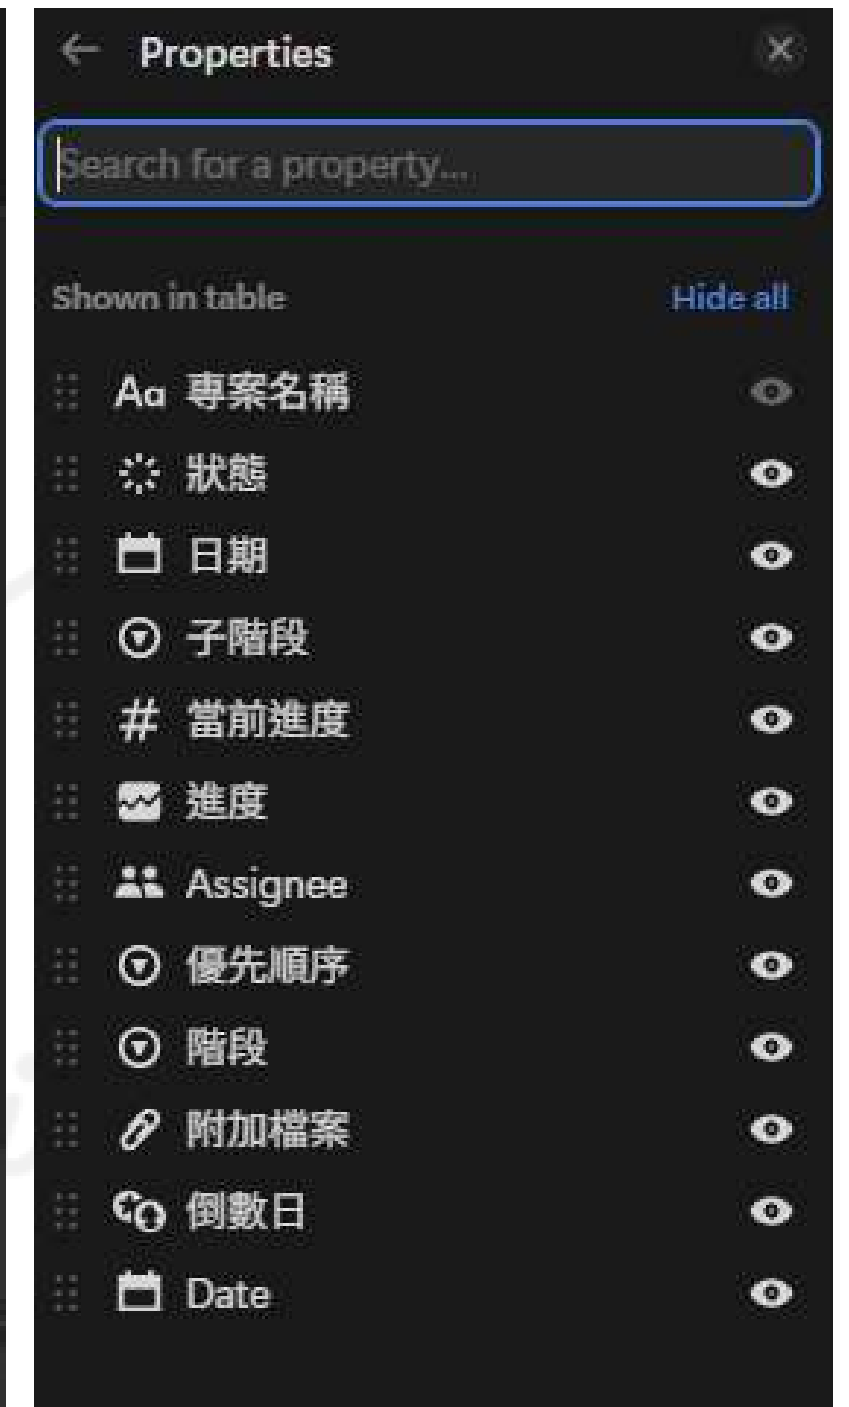 Properties
Search for a property...
Shown in table Hide all
Aa 專案名稱
狀態
日期
子階段
# 當前進度
進度
Assignee
優先順序
階段
附加檔案
倒數日
Date